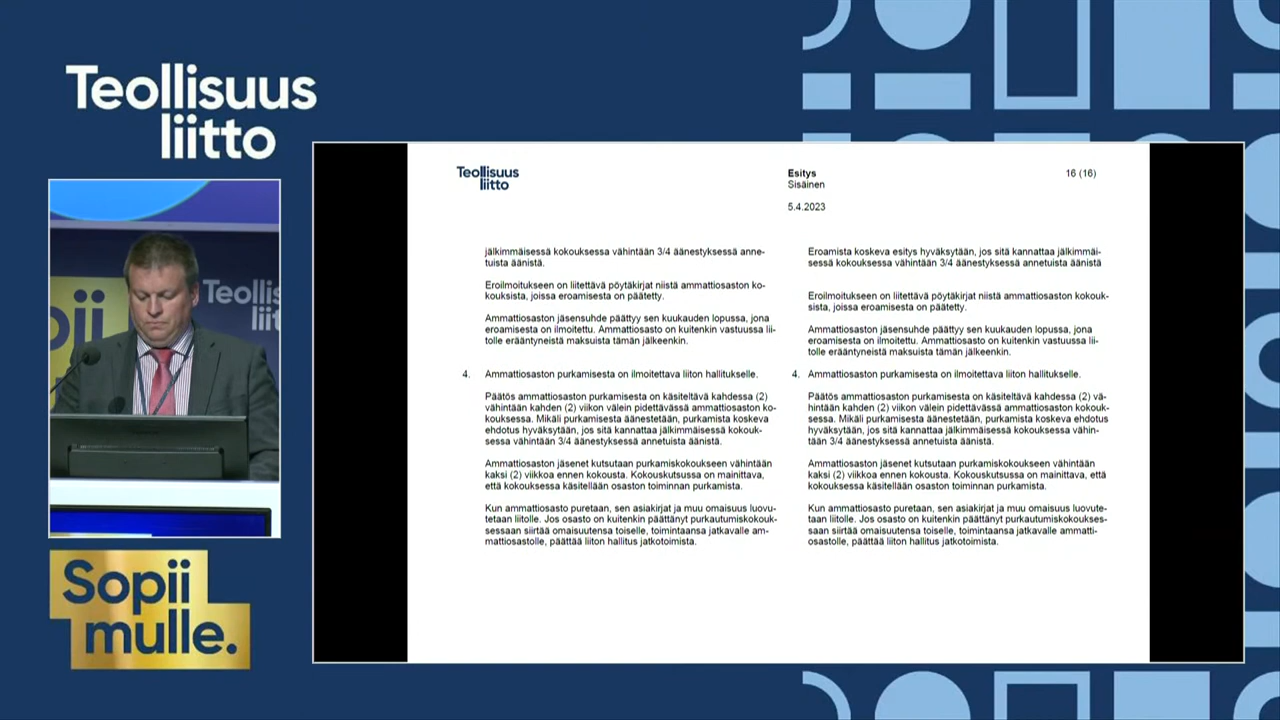 Teollisuus
liitto
pii
Teollis
liit
Sopii
mulle.
Teollisuus
liitto
Esitys
Sisäinen
5.4.2023
16 (16)
jälkimmäisessä kokouksessa vähintään 3/4 äänestyksessä anne-
tuista äänistä.
Eroilmoitukseen on liitettävä pöytäkirjat niistä ammattiosaston ko-
kouksista, joissa eroamisesta on päätetty.
Ammattiosaston jäsensuhde päättyy sen kuukauden lopussa, jona
eroamisesta on ilmoitettu. Ammattiosasto on kuitenkin vastuussa lii-
tolle erääntyneistä maksuista tämän jälkeenkin.
4. Ammattiosaston purkamisesta on ilmoitettava liiton hallitukselle.
Päätös ammattiosaston purkamisesta on käsiteltävä kahdessa (2)
vähintään kahden (2) viikon välein pidettävässä ammattiosaston ko-
kouksessa. Mikäli purkamisesta äänestetään, purkamista koskeva
ehdotus hyväksytään, jos sitä kannattaa jälkimmäisessä kokouk-
sessa vähintään 3/4 äänestyksessä annetuista äänistä.
Ammattiosaston jäsenet kutsutaan purkamiskokoukseen vähintään
kaksi (2) viikkoa ennen kokousta. Kokouskutsussa on mainittava,
että kokouksessa käsitellään osaston toiminnan purkamista.
Kun ammattiosasto puretaan, sen asiakirjat ja muu omaisuus luovu-
tetaan liitolle. Jos osasto on kuitenkin päättänyt purkautumiskokouk-
sessaan siirtää omaisuutensa toiselle, toimintaansa jatkavalle am-
mattiosastolle, päättää liiton hallitus jatkotoimista.
Eroamista koskeva esitys hyväksytään, jos sitä kannattaa jälkimmäi-
sessä kokouksessa vähintään 3/4 äänestyksessä annetuista äänistä
Eroilmoitukseen on liitettävä pöytäkirjat niistä ammattiosaston kokouk-
sista, joissa eroamisesta on päätetty.
Ammattiosaston jäsensuhde päättyy sen kuukauden lopussa, jona
eroamisesta on ilmoitettu. Ammattiosasto on kuitenkin vastuussa lii-
tolle erääntyneistä maksuista tämän jälkeenkin.
4. Ammattiosaston purkamisesta on ilmoitettava liiton hallitukselle.
Päätös ammattiosaston purkamisesta on käsiteltävä kahdessa (2) vä-
hintään kahden (2) viikon välein pidettävässä ammattiosaston kokouk-
sessa. Mikäli purkamisesta äänestetään, purkamista koskeva ehdotus
hyväksytään, jos sitä kannattaa jälkimmäisessä kokouksessa vähin-
tään 3/4 äänestyksessä annetuista äänistä.
Ammattiosaston jäsenet kutsutaan purkamiskokoukseen vähintään
kaksi (2) viikkoa ennen kokousta. Kokouskutsussa on mainittava, että
kokouksessa käsitellään osaston toiminnan purkamista.
Kun ammattiosasto puretaan, sen asiakirjat ja muu omaisuus luovute-
taan liitolle. Jos osasto on kuitenkin päättänyt purkautumiskokoukses-
saan siirtää omaisuutensa toiselle, toimintaansa jatkavalle ammatti-
osastolle, päättää liiton hallitus jatkotoimista.